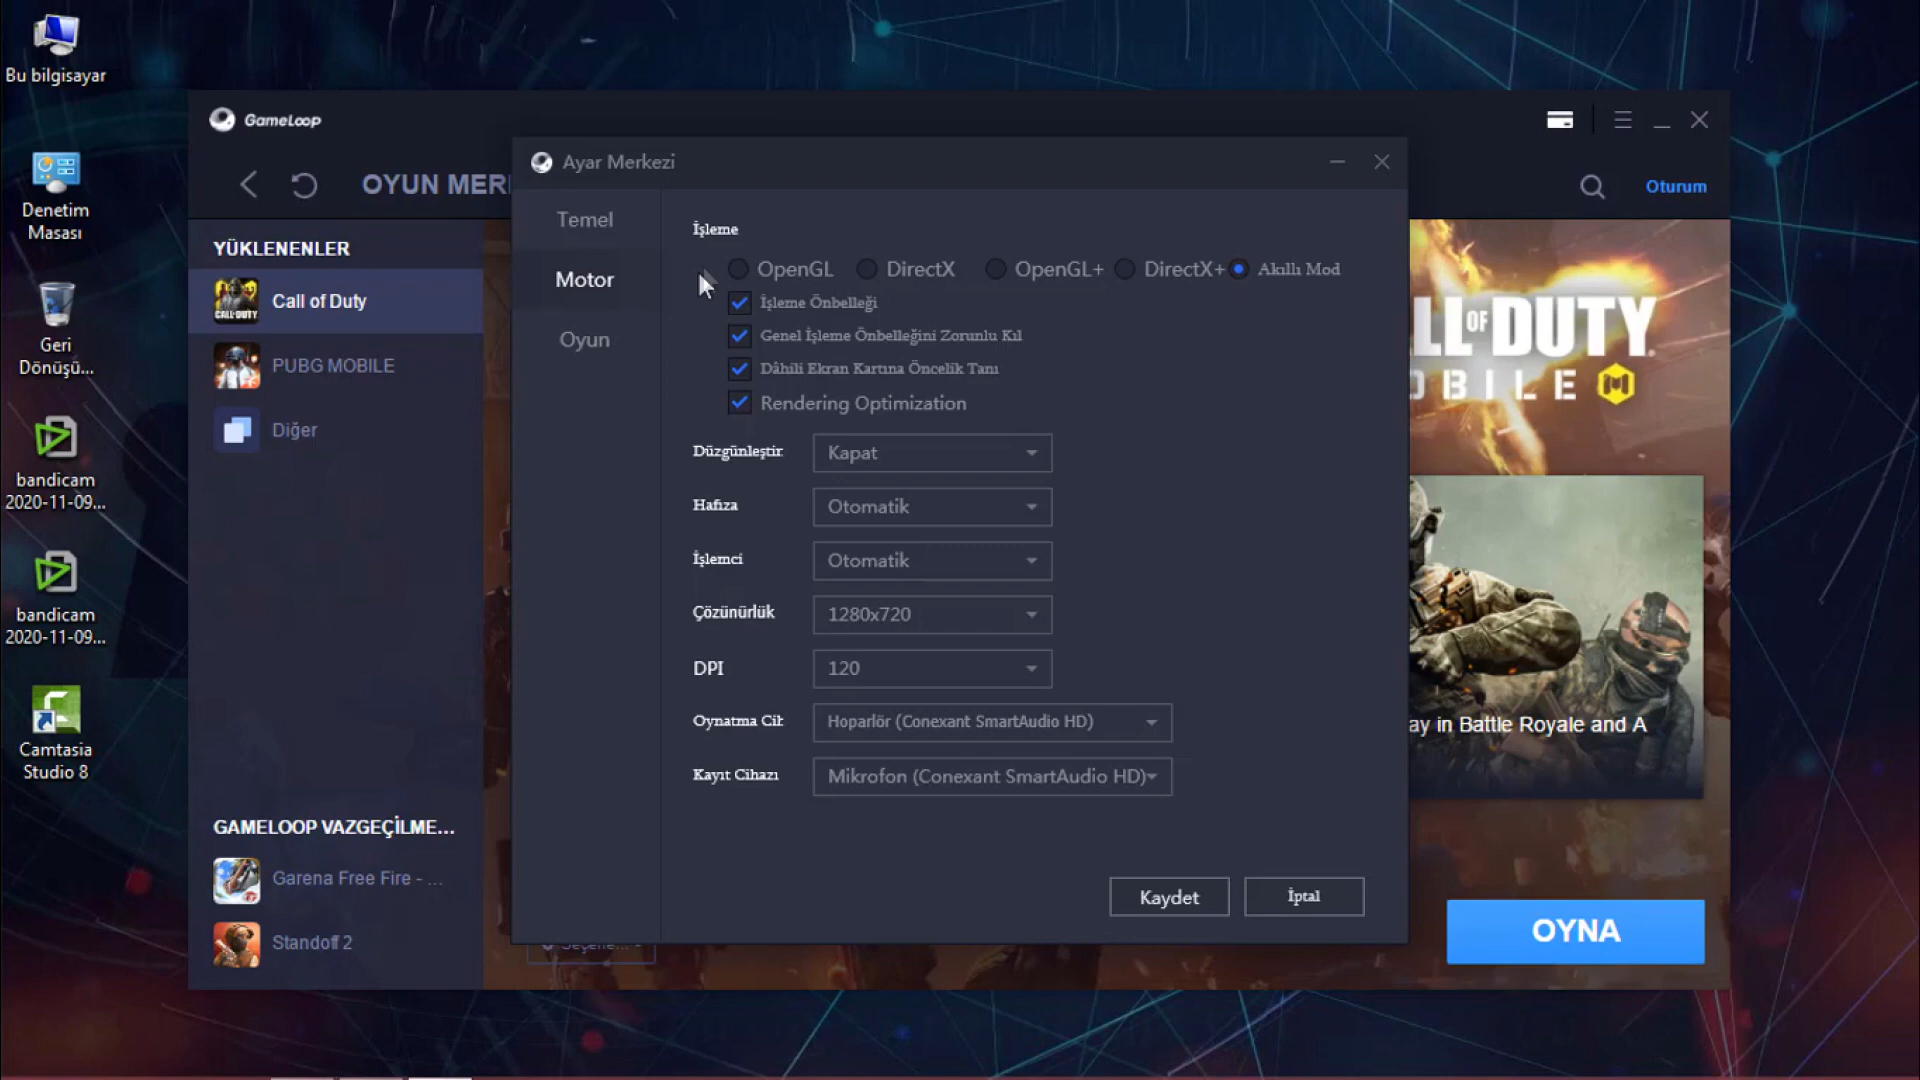 Bu bilgisayar
Denetim
Masası
Geri
Dönüşü...
bandicam
2020-11-09...
bandicam
2020-11-09...
Camtasia
Studio 8
GameLoop
OYUN MER
Oturum
YÜKLENENLER
Call of Duty
PUBG MOBILE
Diğer
GAMELOOP VAZGEÇİLME...
Garena Free Fire - ...
Standoff 2
Ayar Merkezi
Temel
Motor
Oyun
İşleme
OpenGL DirectX OpenGL+ DirectX+ Akıllı Mod
İşleme Önbelleği
Genel İşleme Önbelleğini Zorunlu Kıl
Dâhili Ekran Kartına Öncelik Tanı
Rendering Optimization
Düzgünleştir Kapat
Hafıza Otomatik
İşlemci Otomatik
Çözünürlük 1280x720
DPI 120
Oynatma Cih Hoparlör (Conexant SmartAudio HD)
Kayıt Cihazı Mikrofon (Conexant SmartAudio HD)
Kaydet İptal
LL OF DUTY
OBILE
ay in Battle Royale and A
OYNA